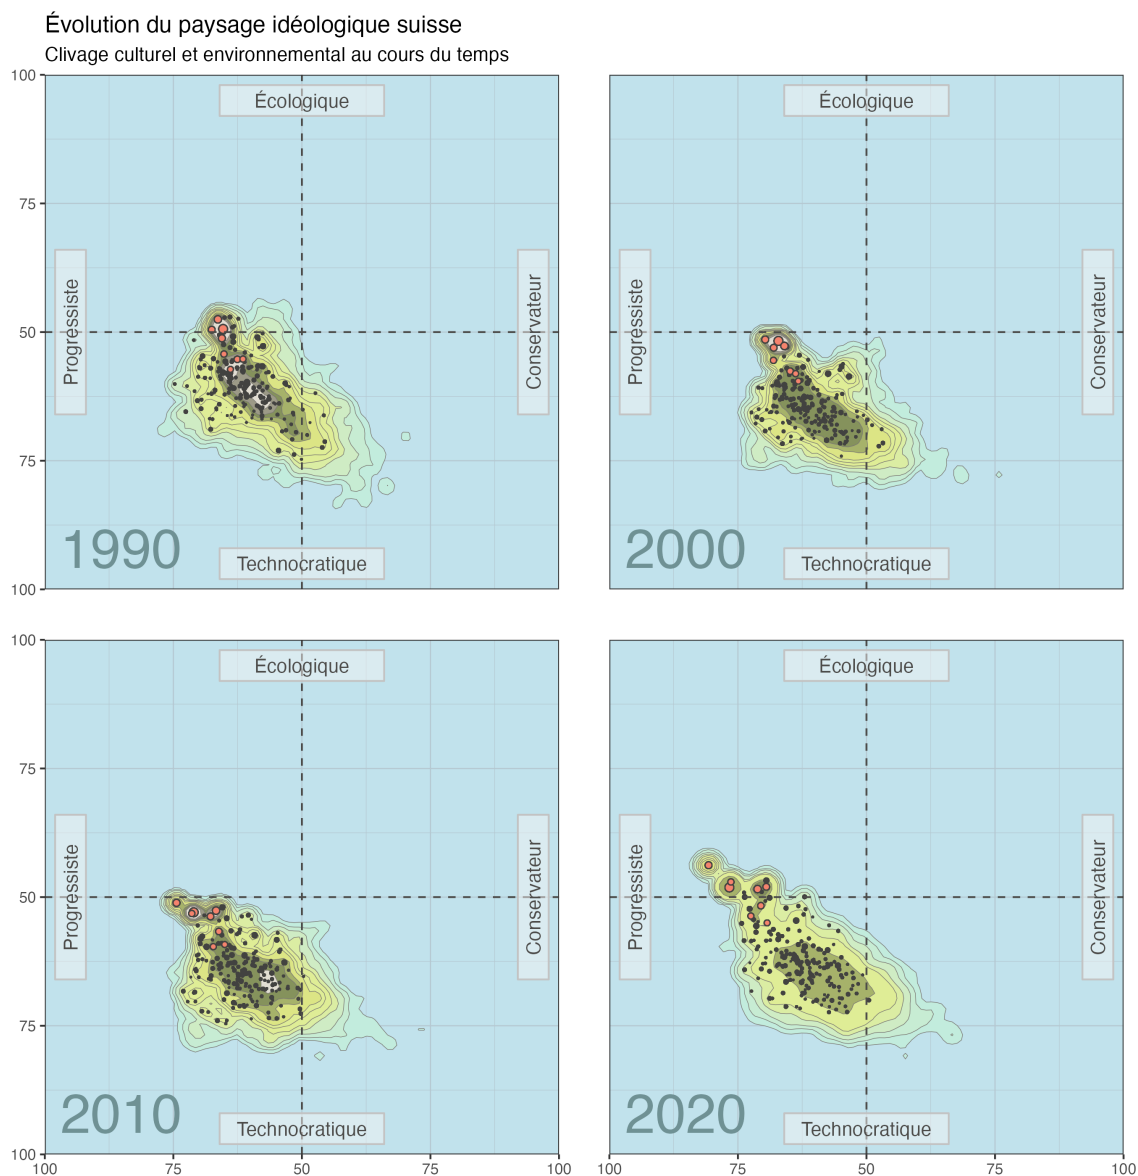 Évolution du paysage idéologique suisse
Clivage culturel et environnemental au cours du temps
100
75
50
75
100
Écologique
Progressiste
Conservateur
1990
Technocratique
Écologique
Progressiste
Conservateur
2000
Technocratique
100
75
50
75
100
Écologique
Progressiste
Conservateur
2010
Technocratique
Écologique
Progressiste
Conservateur
2020
Technocratique
100 75 50 75 100
100 75 50 75 100